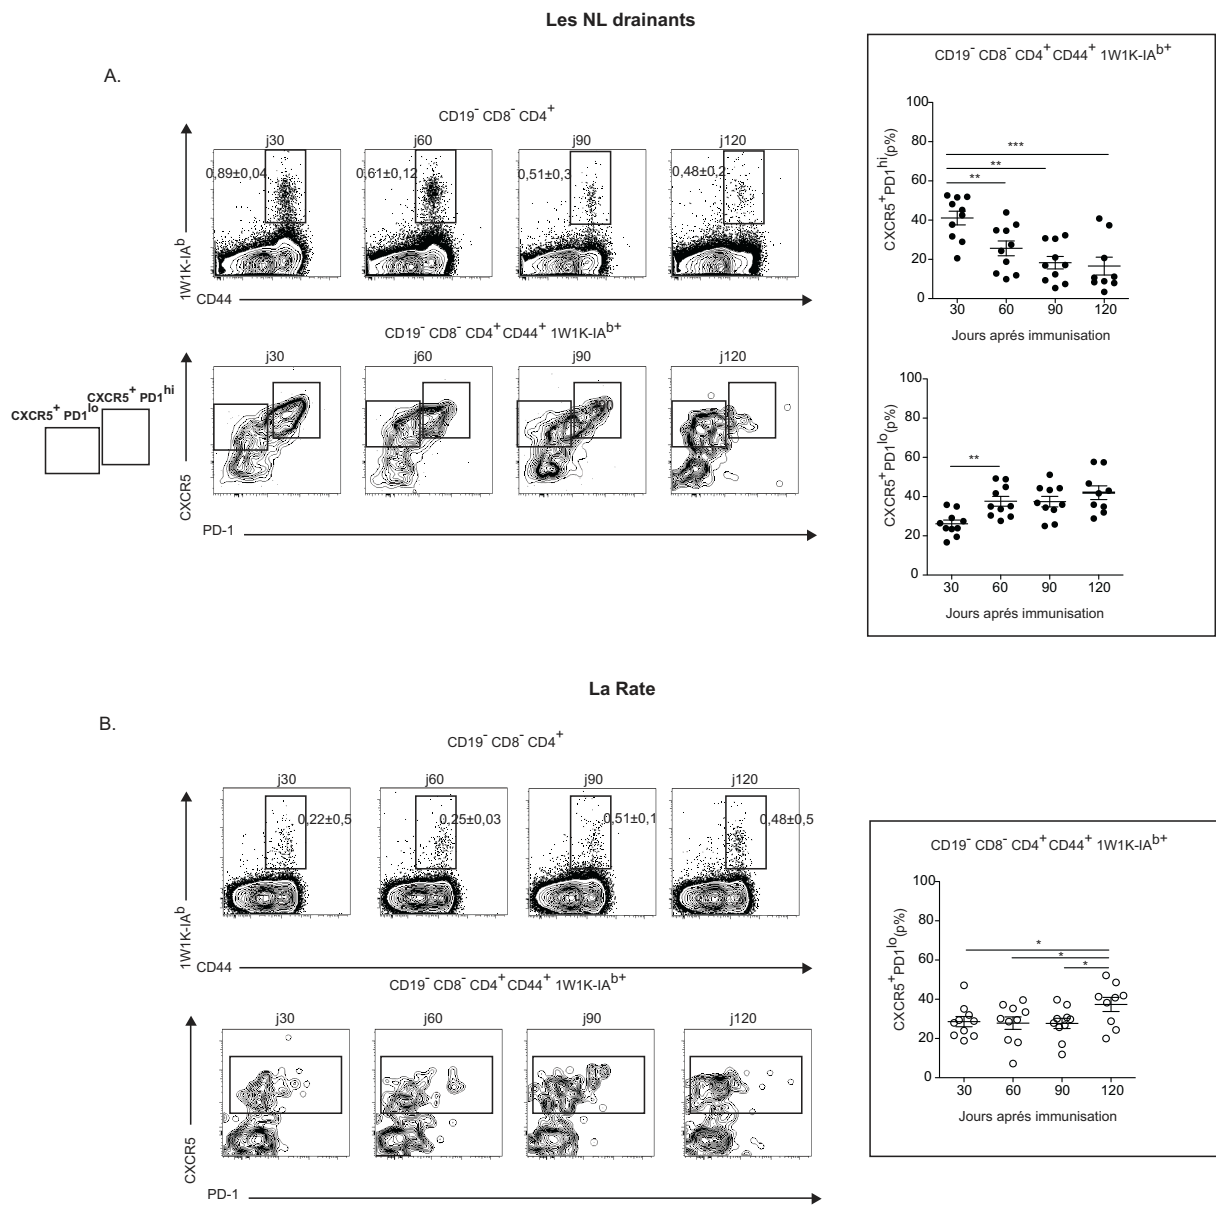 Les NL drainants
A.
CD19⁻ CD8⁻ CD4⁺
j30 j60 j90 j120
0,89±0,04 0,61±0,12 0,51±0,3 0,48±0,2
1W1K-IAᵇ
CD44
CD19⁻ CD8⁻ CD4⁺ CD44⁺ 1W1K-IAᵇ⁺
j30 j60 j90 j120
CXCR5⁺ PD1ʰⁱ
CXCR5⁺ PD1ˡᵒ
CXCR5
PD-1
CD19⁻ CD8⁻ CD4⁺ CD44⁺ 1W1K-IAᵇ⁺
CXCR5⁺PD1ʰⁱ(p%)
100
80
60
40
20
0
***
**
**
30 60 90 120
Jours aprés immunisation
CXCR5⁺PD1ˡᵒ(p%)
100
80
60
40
20
0
**
30 60 90 120
Jours aprés immunisation
La Rate
B.
CD19⁻ CD8⁻ CD4⁺
j30 j60 j90 j120
0,22±0,5 0,25±0,03 0,51±0,1 0,48±0,5
1W1K-IAᵇ
CD44
CD19⁻ CD8⁻ CD4⁺ CD44⁺ 1W1K-IAᵇ⁺
j30 j60 j90 j120
CXCR5
PD-1
CD19⁻ CD8⁻ CD4⁺ CD44⁺ 1W1K-IAᵇ⁺
CXCR5⁺PD1ˡᵒ(p%)
100
80
60
40
20
0
*
*
*
30 60 90 120
Jours aprés immunisation